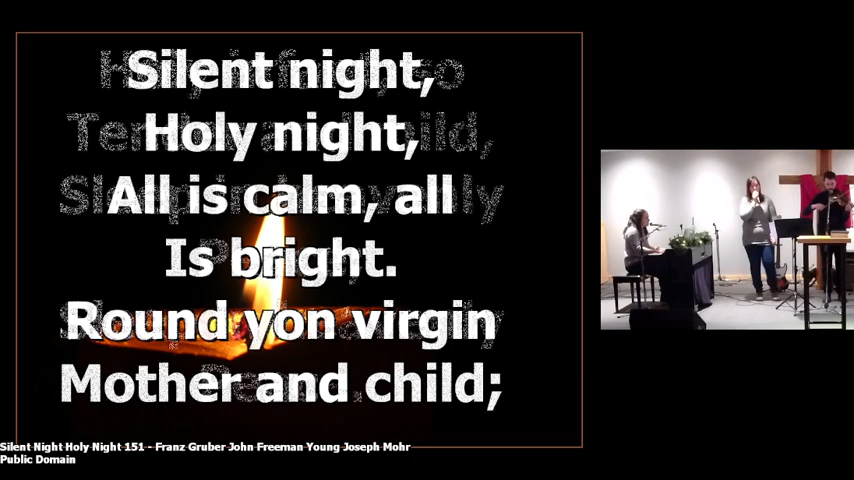 Silent night,
Holy night,
All is calm, all
Is bright.
Round yon virgin
Mother and child;
Silent Night Holy Night 151 - Franz Gruber John Freeman Young Joseph Mohr
Public Domain